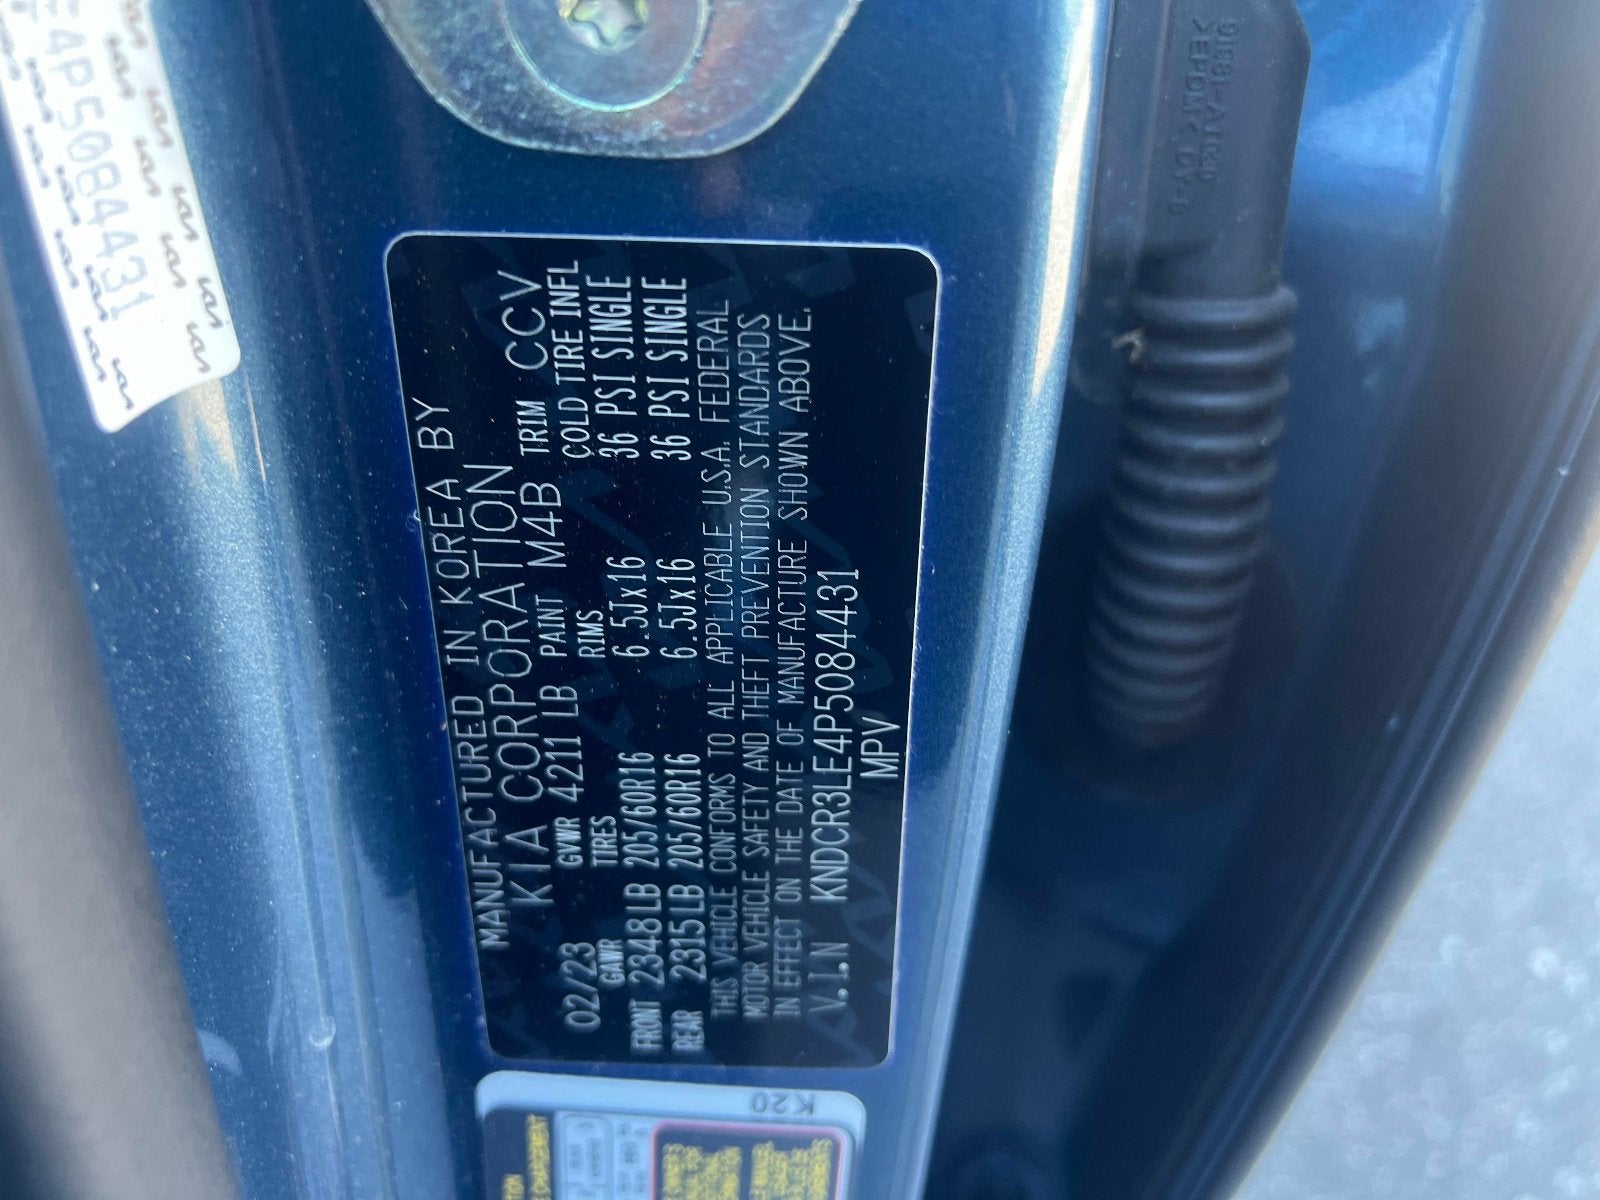 4P5084431
MANUFACTURED IN KOREA BY
KIA CORPORATION
02/23 GVWR 4211 LB PAINT M4B TRIM CCV
GAWR TIRES RIMS COLD TIRE INFL
FRONT 2348 LB 205/60R16 6.5Jx16 36 PSI SINGLE
REAR 2315 LB 205/60R16 6.5Jx16 36 PSI SINGLE
THIS VEHICLE CONFORMS TO ALL APPLICABLE U.S.A. FEDERAL
MOTOR VEHICLE SAFETY AND THEFT PREVENTION STANDARDS
IN EFFECT ON THE DATE OF MANUFACTURE SHOWN ABOVE.
V.I.N KNDCR3LE4P5084431
MPV
K20
>EPDM<